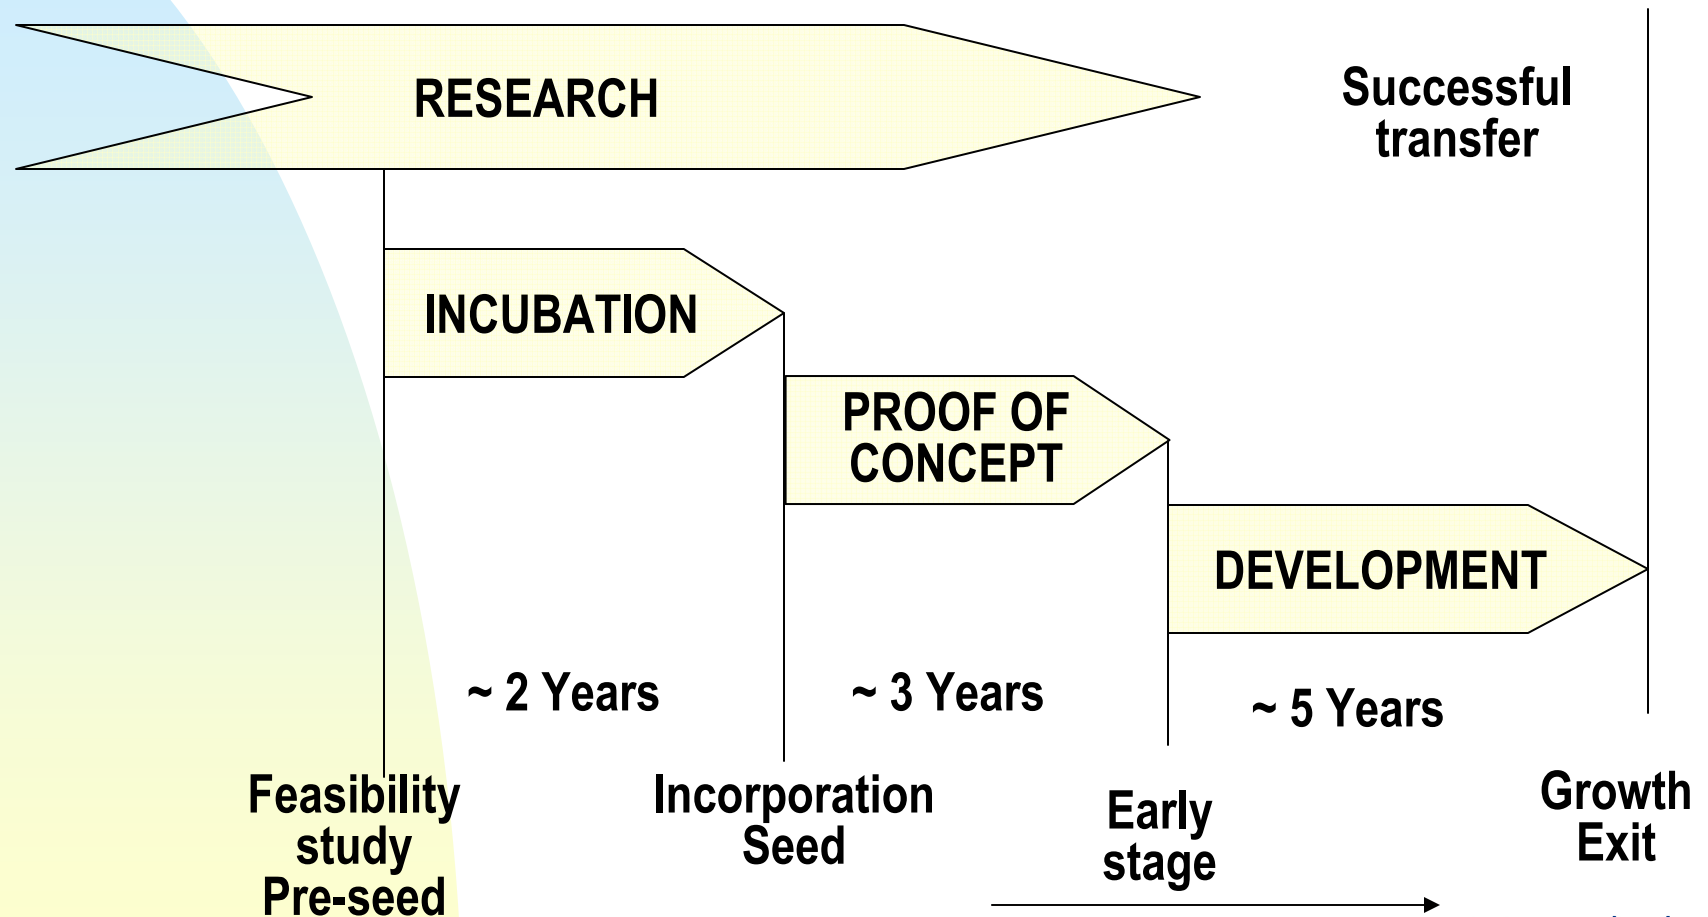 RESEARCH
Successful
transfer
INCUBATION
PROOF OF
CONCEPT
DEVELOPMENT
~ 2 Years
~ 3 Years
~ 5 Years
Feasibility
study
Pre-seed
Incorporation
Seed
Early
stage
Growth
Exit